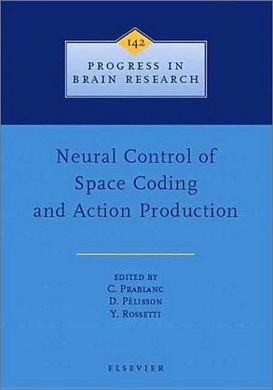 142
PROGRESS IN
BRAIN RESEARCH
Neural Control of
Space Coding
and Action Production
EDITED BY
C. PRABLANC
D. PÉLISSON
Y. ROSSETTI
ELSEVIER